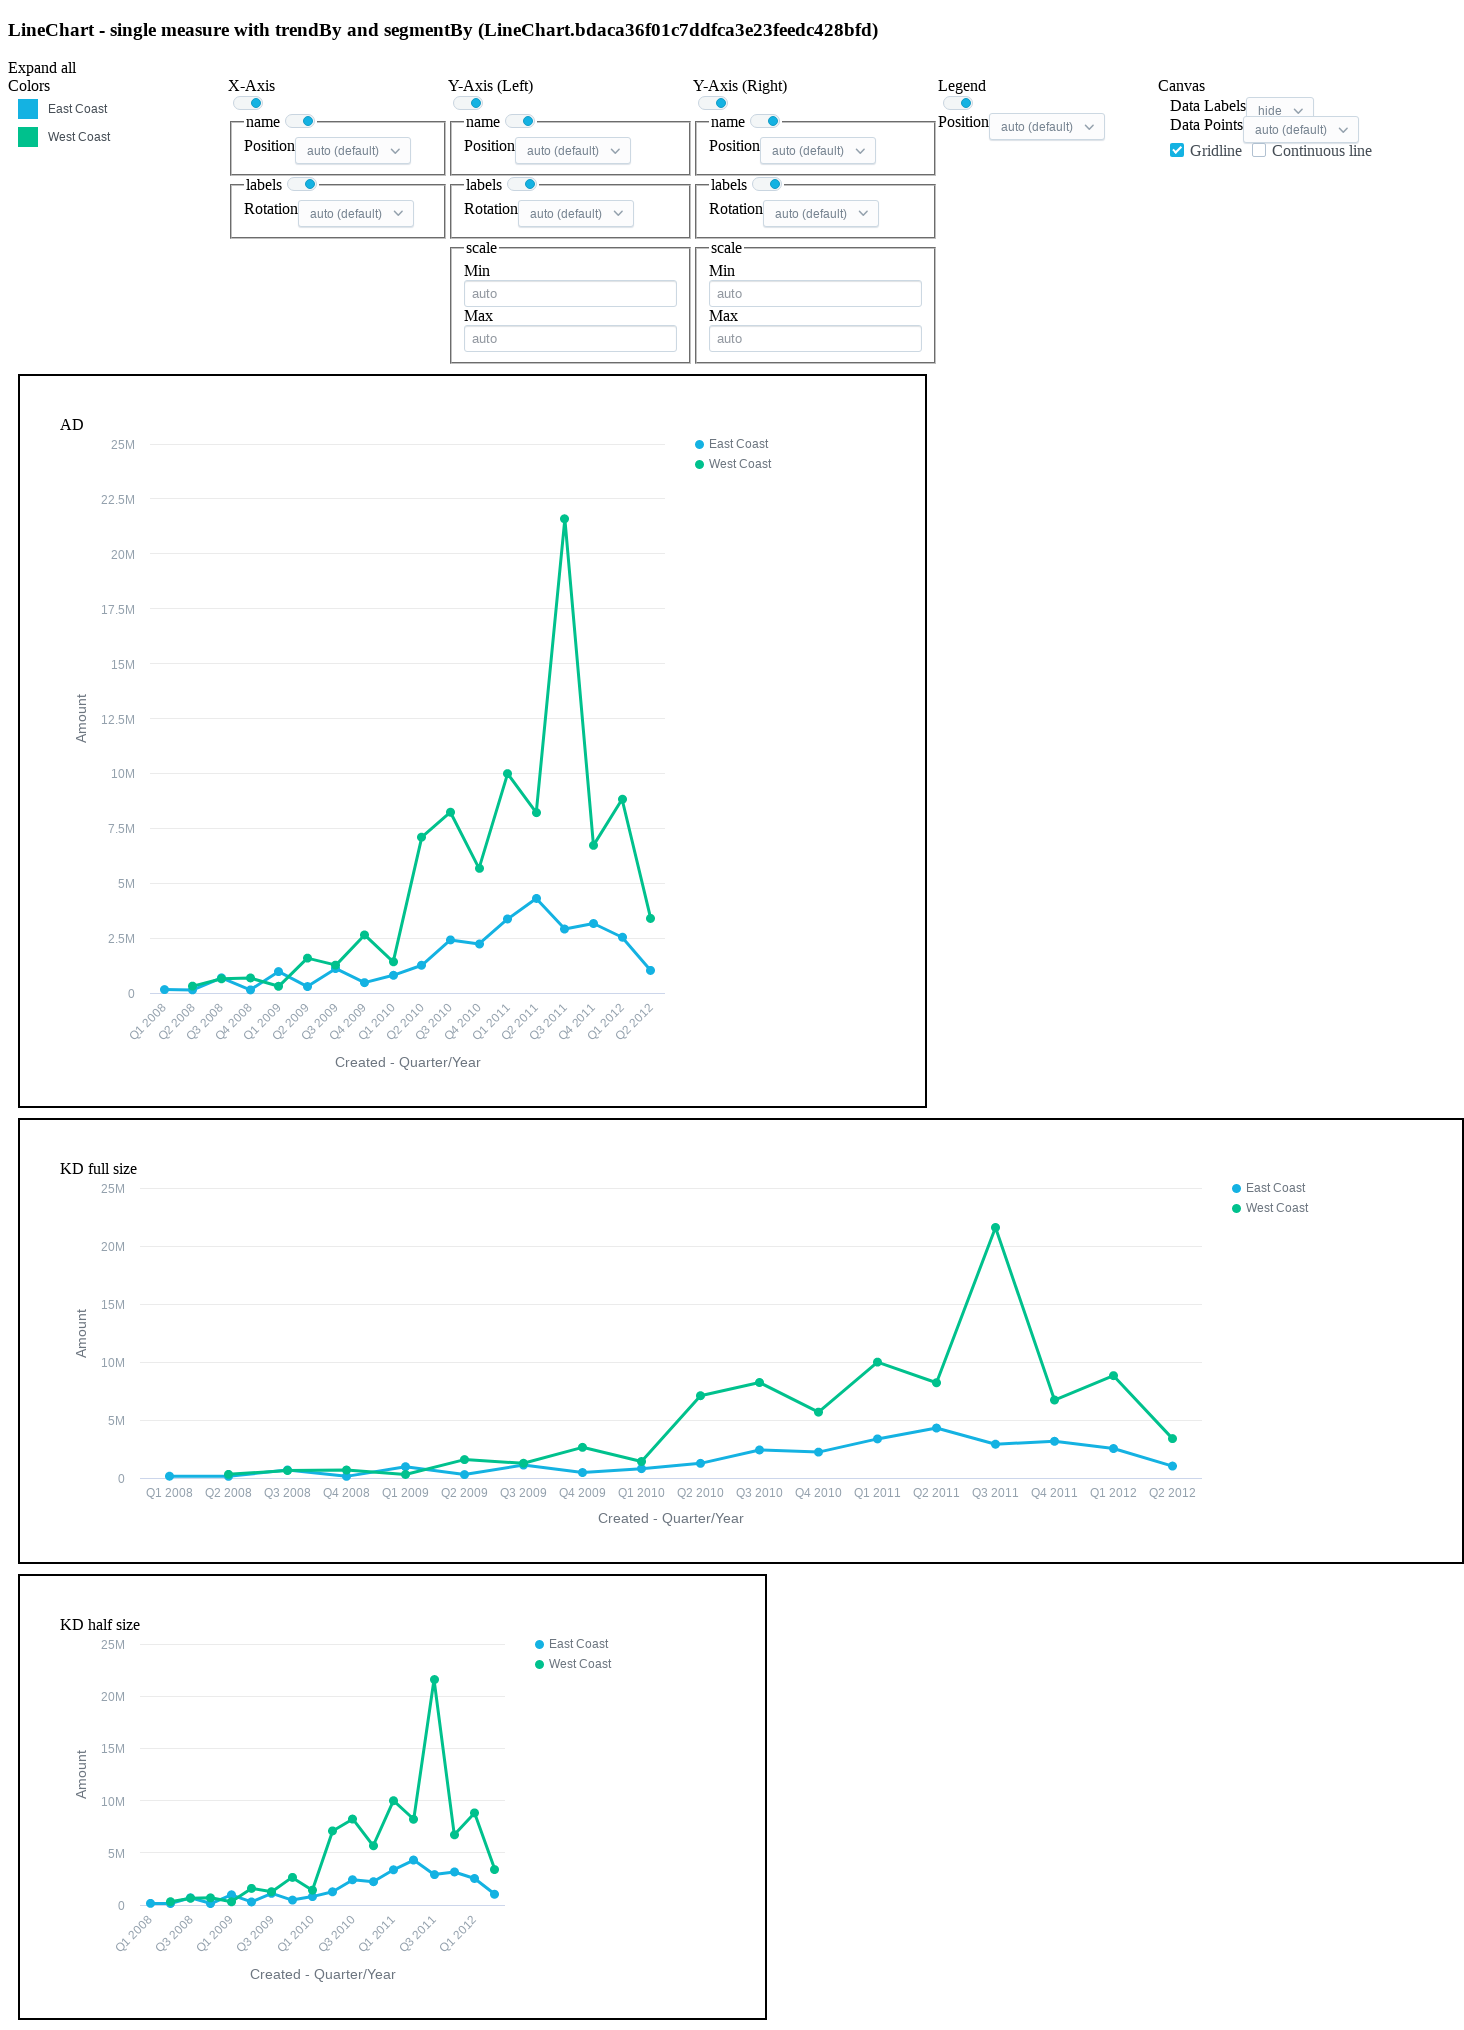 LineChart - single measure with trendBy and segmentBy (LineChart.bdaca36f01c7ddfca3e23feedc428bfd)
Expand all
Colors
East Coast
West Coast
X-Axis
name
Position auto (default)
labels
Rotation auto (default)
Y-Axis (Left)
name
Position auto (default)
labels
Rotation auto (default)
scale
Min
auto
Max
auto
Y-Axis (Right)
name
Position auto (default)
labels
Rotation auto (default)
scale
Min
auto
Max
auto
Legend
Position auto (default)
Canvas
Data Labels hide
Data Points auto (default)
Gridline Continuous line
AD
25M
22.5M
20M
17.5M
15M
12.5M
10M
7.5M
5M
2.5M
0
Amount
Q1 2008 Q2 2008 Q3 2008 Q4 2008 Q1 2009 Q2 2009 Q3 2009 Q4 2009 Q1 2010 Q2 2010 Q3 2010 Q4 2010 Q1 2011 Q2 2011 Q3 2011 Q4 2011 Q1 2012 Q2 2012
Created - Quarter/Year
East Coast
West Coast
KD full size
25M
20M
15M
10M
5M
0
Amount
Q1 2008 Q2 2008 Q3 2008 Q4 2008 Q1 2009 Q2 2009 Q3 2009 Q4 2009 Q1 2010 Q2 2010 Q3 2010 Q4 2010 Q1 2011 Q2 2011 Q3 2011 Q4 2011 Q1 2012 Q2 2012
Created - Quarter/Year
East Coast
West Coast
KD half size
25M
20M
15M
10M
5M
0
Amount
Q1 2008 Q3 2008 Q1 2009 Q3 2009 Q1 2010 Q3 2010 Q1 2011 Q3 2011 Q1 2012
Created - Quarter/Year
East Coast
West Coast